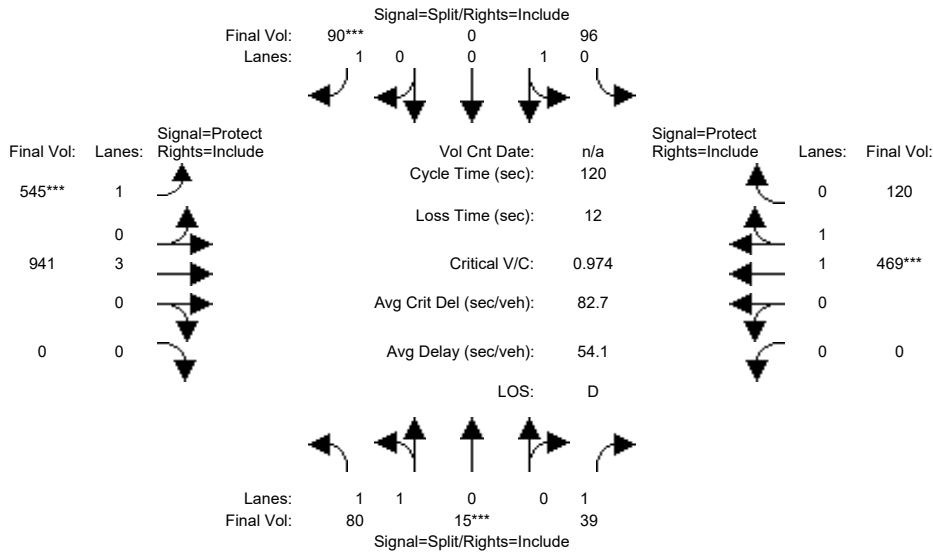 Signal=Split/Rights=Include
Final Vol: 90*** 0 96
Lanes: 1 0 0 1 0
Signal=Protect
Final Vol: Lanes: Rights=Include
Vol Cnt Date: n/a
Signal=Protect
Rights=Include Lanes: Final Vol:
Cycle Time (sec): 120
545*** 1
0 120
Loss Time (sec): 12
0
1
941 3
Critical V/C: 0.974
1 469***
0
Avg Crit Del (sec/veh): 82.7
0
0 0
Avg Delay (sec/veh): 54.1
0 0
LOS: D
Lanes: 1 1 0 0 1
Final Vol: 80 15*** 39
Signal=Split/Rights=Include